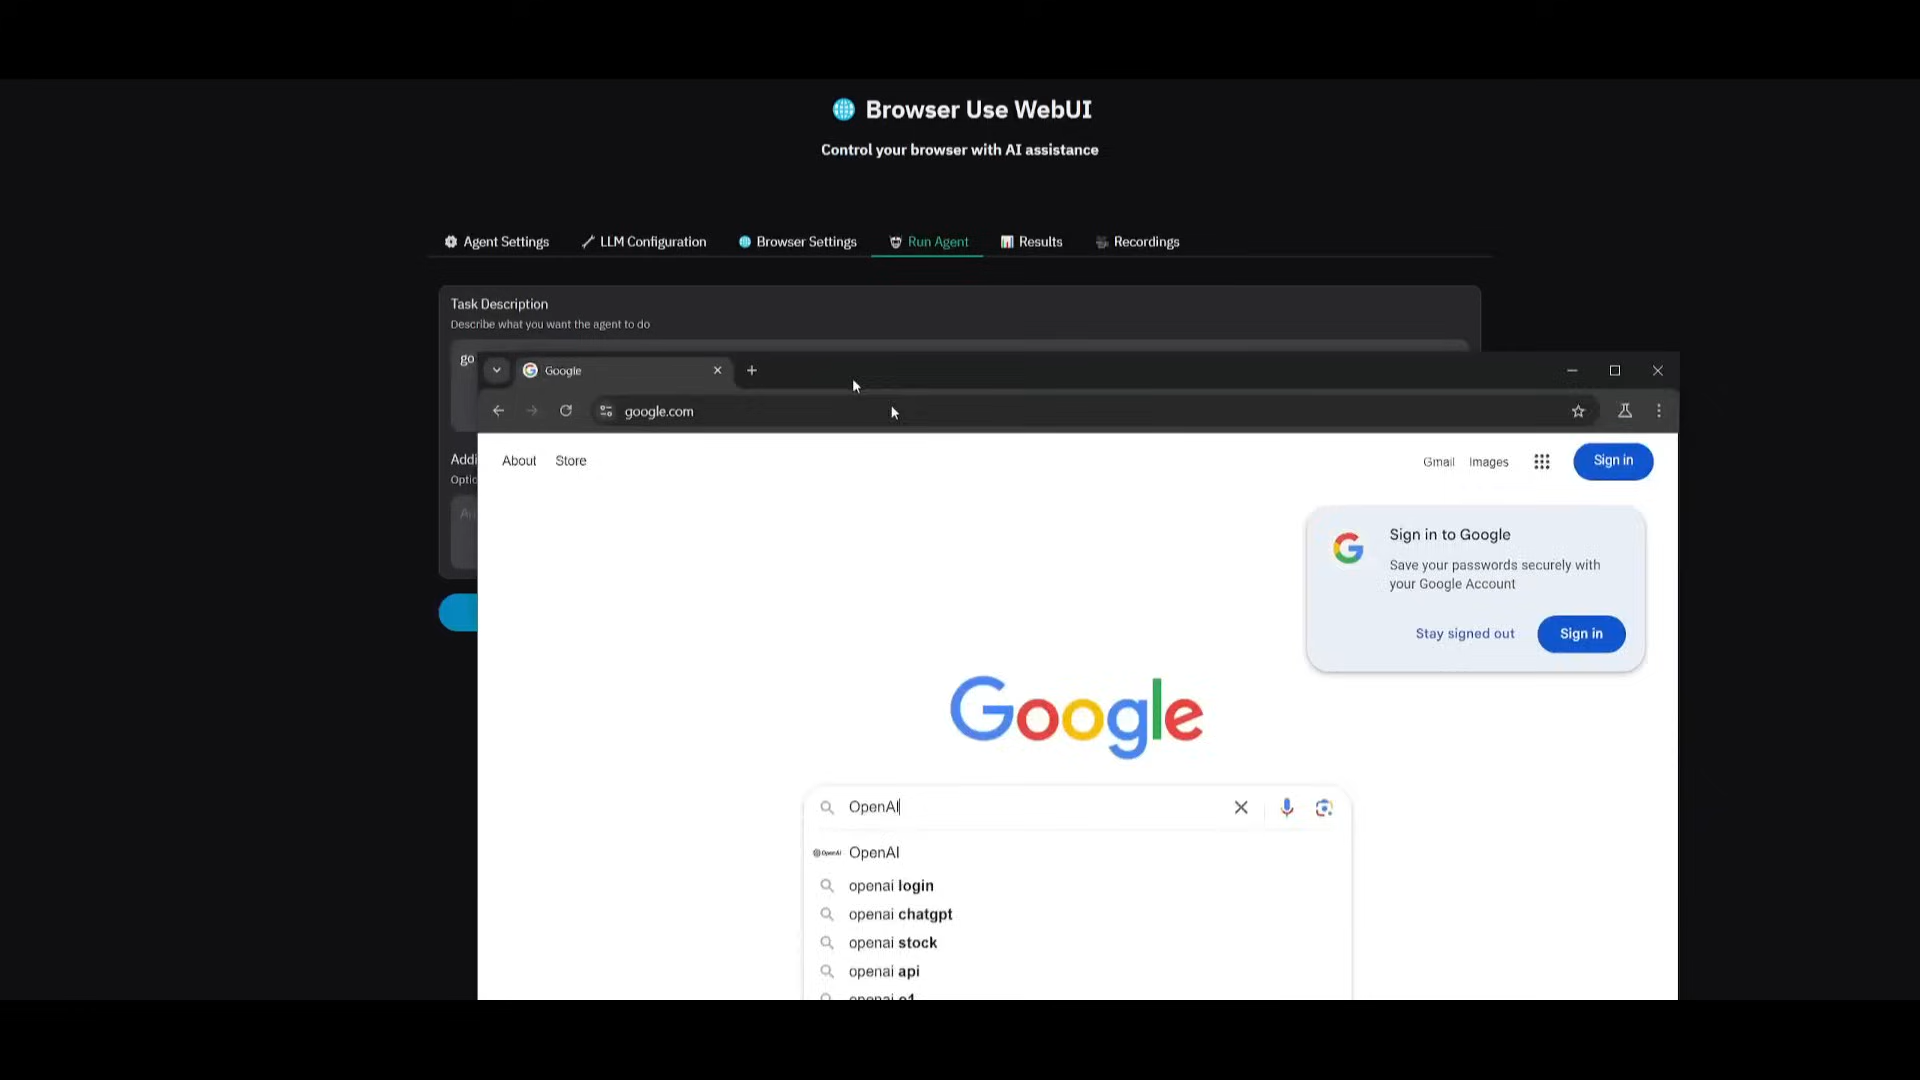 Browser Use WebUI
Control your browser with AI assistance
Agent Settings
LLM Configuration
Browser Settings
Run Agent
Results
Recordings
Task Description
Describe what you want the agent to do
go
Google
google.com
Addi
Optio
About
Store
Gmail
Images
Sign in
Sign in to Google
Save your passwords securely with
your Google Account
Stay signed out
Sign in
Google
OpenAI
OpenAI
openai login
openai chatgpt
openai stock
openai api